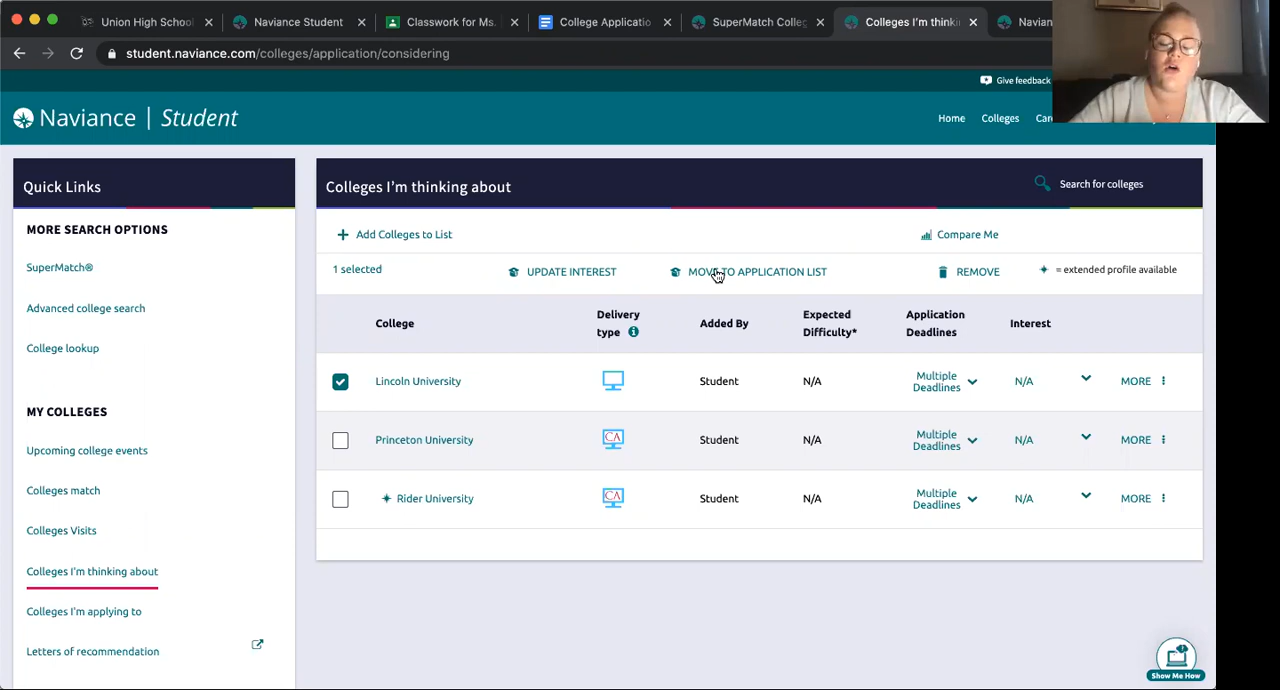 Union High School
Naviance Student
Classwork for Ms.
College Applicatio
SuperMatch Colleg
Colleges I'm thinki
Navian
student.naviance.com/colleges/application/considering
Give feedback
Naviance | Student
Home
Colleges
Quick Links
MORE SEARCH OPTIONS
SuperMatch®
Advanced college search
College lookup
MY COLLEGES
Upcoming college events
Colleges match
Colleges Visits
Colleges I'm thinking about
Colleges I'm applying to
Letters of recommendation
Colleges I'm thinking about
Search for colleges
+ Add Colleges to List
Compare Me
1 selected
UPDATE INTEREST
MOVE TO APPLICATION LIST
REMOVE
= extended profile available
College
Delivery type
Added By
Expected Difficulty*
Application Deadlines
Interest
Lincoln University
Student
N/A
Multiple Deadlines
N/A
MORE
Princeton University
CA
Student
N/A
Multiple Deadlines
N/A
MORE
Rider University
CA
Student
N/A
Multiple Deadlines
N/A
MORE
Show Me How